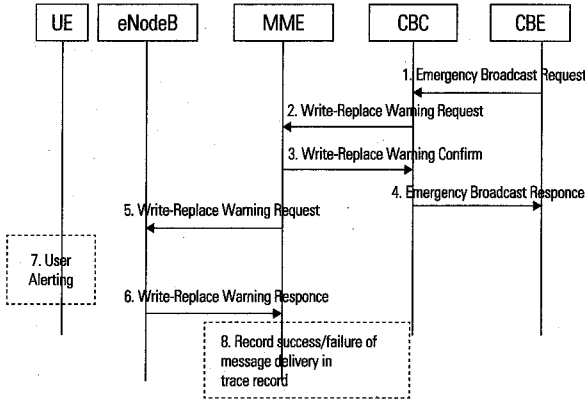 UE
eNodeB
MME
CBC
CBE
1. Emergency Broadcast Request
2. Write-Replace Warning Request
3. Write-Replace Warning Confirm
4. Emergency Broadcast Responce
5. Write-Replace Warning Request
7. User
Alerting
6. Write-Replace Warning Responce
8. Record success/failure of
message delivery in
trace record